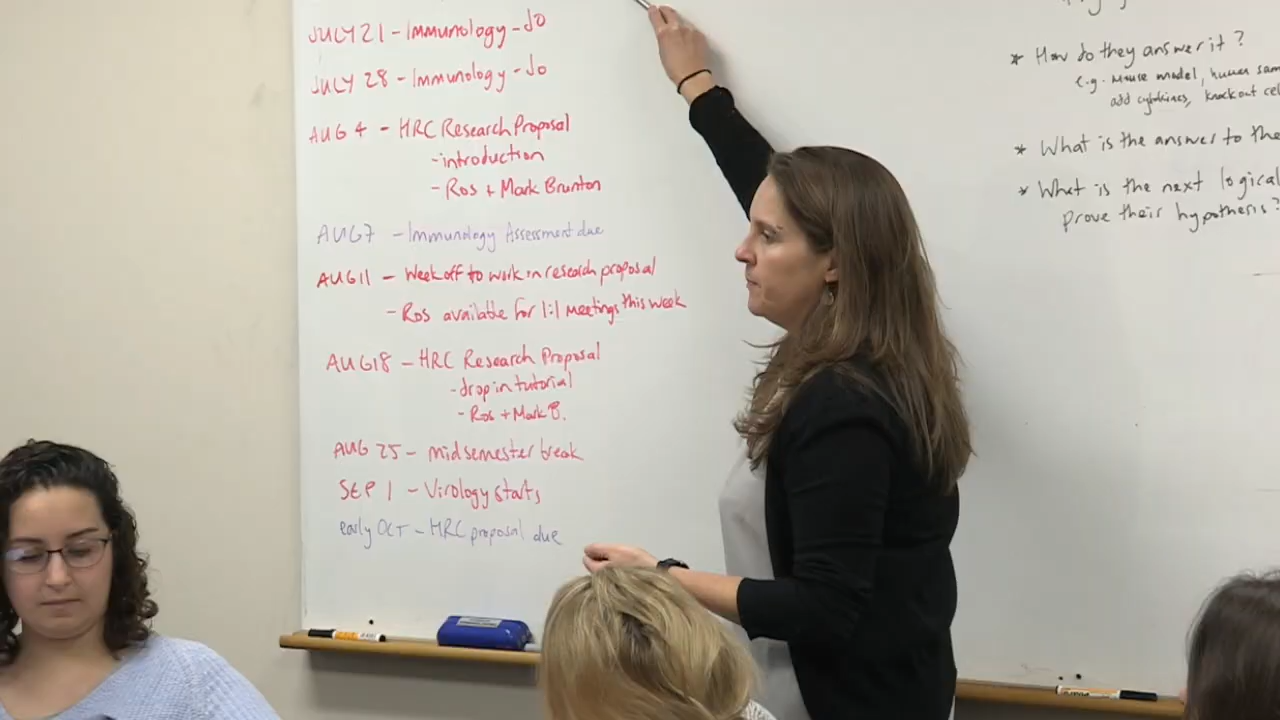 JULY 21 - Immunology - Jo
JULY 28 - Immunology - Jo
AUG 4 - HRC Research Proposal
- introduction
- Ros + Mark Brunton
AUG 7 - Immunology Assessment due
AUG 11 - Week off to work on research proposal
- Ros available for 1:1 meetings this week
AUG 18 - HRC Research Proposal
- drop in tutorial
- Ros + Mark B.
AUG 25 - mid semester break
SEP 1 - Virology starts
early OCT - HRC proposal due
* How do they answer it?
e.g. Mouse model, human sam
add cytokines, knockout cel
* What is the answer to the
* What is the next logical
prove their hypothesis?